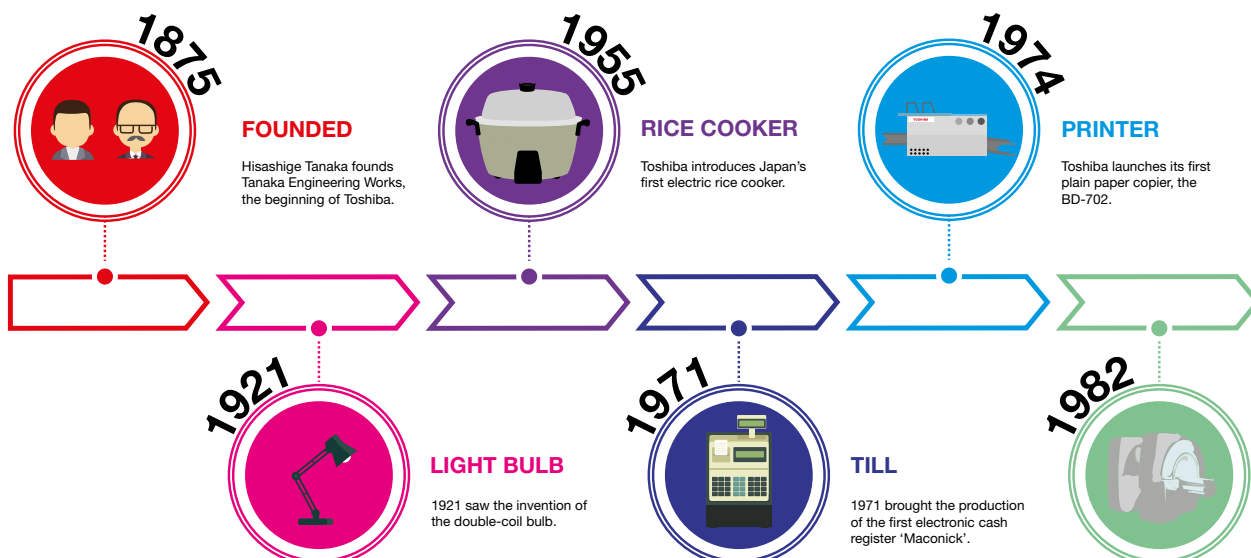 1875
FOUNDED
Hisashige Tanaka founds
Tanaka Engineering Works,
the beginning of Toshiba.
1955
RICE COOKER
Toshiba introduces Japan's
first electric rice cooker.
1974
TOSHIBA
PRINTER
Toshiba launches its first
plain paper copier, the
BD-702.
1921
LIGHT BULB
1921 saw the invention of
the double-coil bulb.
1971
TILL
1971 brought the production
of the first electronic cash
register ‘Maconick’.
1982